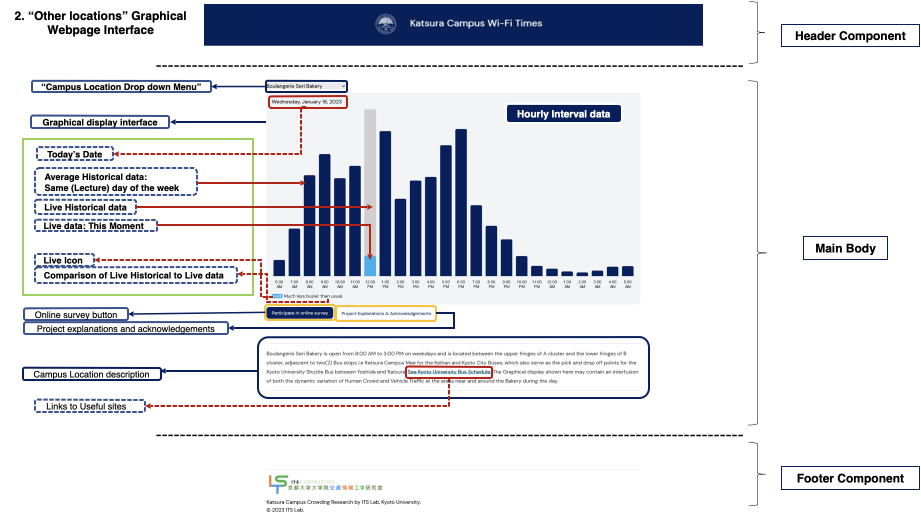 2. “Other locations” Graphical
Webpage Interface
Katsura Campus Wi-Fi Times
Header Component
“Campus Location Drop down Menu”
Boulangerie Seri Bakery
Wednesday, January 18, 2023
Hourly Interval data
Graphical display interface
Today's Date
Average Historical data:
Same (Lecture) day of the week
Live Historical data
Live data: This Moment
Live Icon
Comparison of Live Historical to Live data
Main Body
6:00 AM 7:00 AM 8:00 AM 9:00 AM 10:00 AM 11:00 AM 12:00 PM 1:00 PM 2:00 PM 3:00 PM 4:00 PM 5:00 PM 6:00 PM 7:00 PM 8:00 PM 9:00 PM 10:00 PM 11:00 PM 12:00 AM 1:00 AM 2:00 AM 3:00 AM 4:00 AM 5:00 AM
Much less busier than usual.
Online survey button
Participate in online survey
Project Explanations & Acknowledgements
Project explanations and acknowledgements
Boulangerie Seri Bakery is open from 8:00 AM to 3:00 PM on weekdays and is located between the upper fringes of A cluster and the lower fringes of B
cluster, adjescent to two(2) Bus stops i.e Katsura Campus Mae for the Keihan and Kyoto City Buses, which also serve as the pick and drop off points for the
Kyoto University Shuttle Bus between Yoshida and Katsura See Kyoto University Bus Schedule The Graphical display shown here may contain an interfusion
of both the dynamic variation of Human Crowd and Vehicle Traffic at the areas near and around the Bakery during the day.
Campus Location description
Links to Useful sites
ITS LABORATORY
京都大学大学院交通情報工学研究室
Katsura Campus Crowding Research by ITS Lab, Kyoto University.
© 2023 ITS Lab.
Footer Component